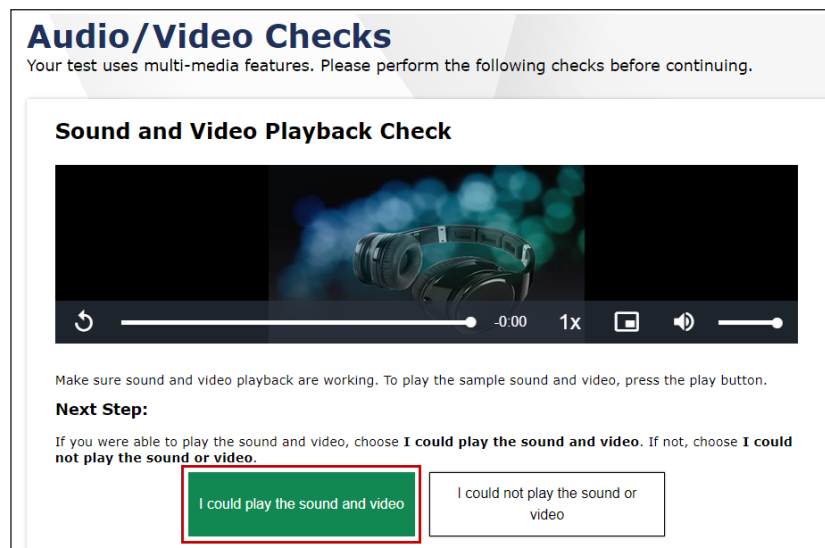 Audio/Video Checks
Your test uses multi-media features. Please perform the following checks before continuing.
Sound and Video Playback Check
-0:00
1x
Make sure sound and video playback are working. To play the sample sound and video, press the play button.
Next Step:
If you were able to play the sound and video, choose I could play the sound and video. If not, choose I could
not play the sound or video.
I could play the sound and video
I could not play the sound or
video